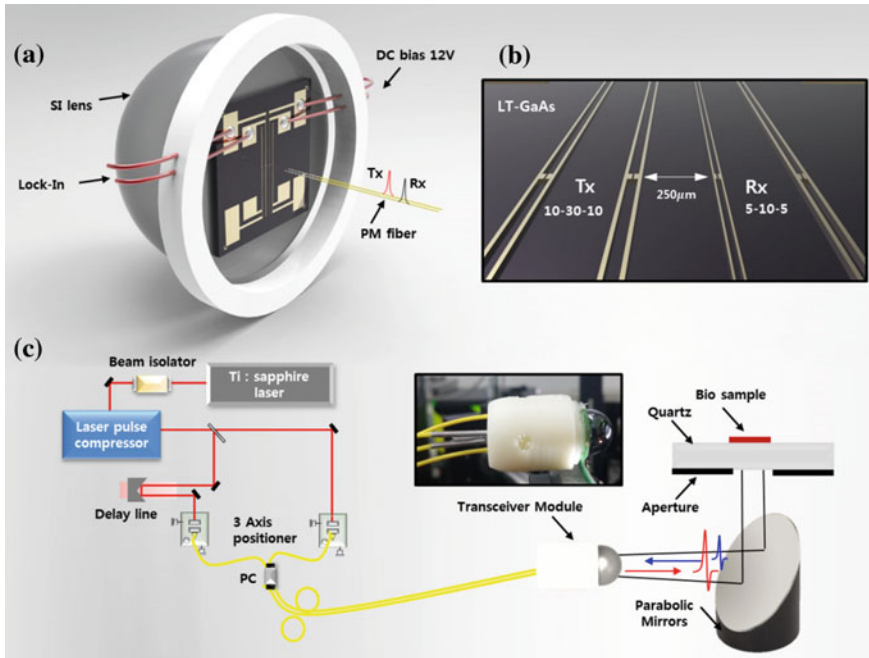 (a)
DC bias 12V
SI lens
Lock-In
Tx
Rx
PM fiber
(b)
LT-GaAs
Tx
10-30-10
250μm
Rx
5-10-5
(c)
Beam isolator
Ti : sapphire
laser
Laser pulse
compressor
Delay line
3 Axis
positioner
PC
Transceiver Module
Bio sample
Quartz
Aperture
Parabolic
Mirrors